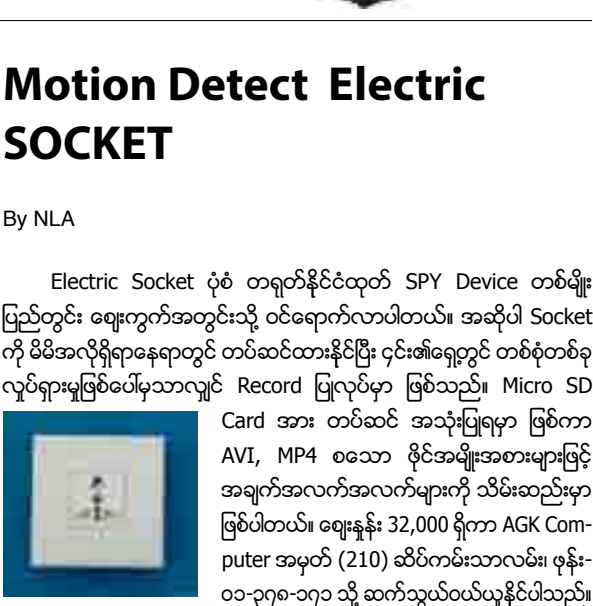 Motion Detect Electric
SOCKET
By NLA
Electric Socket ပုံစံ တရုတ်နိုင်ငံထုတ် SPY Device တစ်မျိုး
ပြည်တွင်း ဈေးကွက်အတွင်းသို့ ဝင်ရောက်လာပါတယ်။ အဆိုပါ Socket
ကို မိမိအလိုရှိရာနေရာတွင် တပ်ဆင်ထားနိုင်ပြီး ၄င်း၏ရှေ့တွင် တစ်စုံတစ်ခု
လှုပ်ရှားမှုဖြစ်ပေါ်မှသာလျှင် Record ပြုလုပ်မှာ ဖြစ်သည်။ Micro SD
Card အား တပ်ဆင် အသုံးပြုရမှာ ဖြစ်ကာ
AVI, MP4 စသော ဖိုင်အမျိုးအစားများဖြင့်
အချက်အလက်အလက်များကို သိမ်းဆည်းမှာ
ဖြစ်ပါတယ်။ ဈေးနှုန်း 32,000 ရှိကာ AGK Com-
puter အမှတ် (210) ဆိပ်ကမ်းသာလမ်း၊ ဖုန်း-
၀၁-၃၇၈-၁၇၁ သို့ ဆက်သွယ်ဝယ်ယူနိုင်ပါသည်။